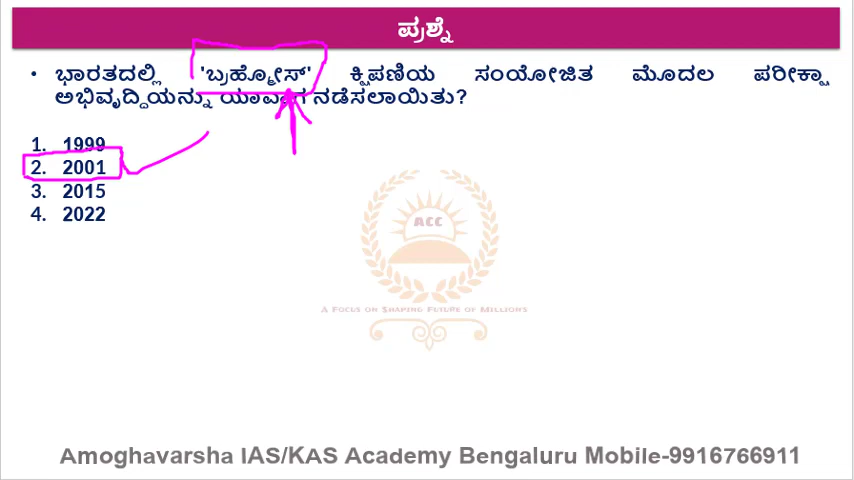 ಪ್ರಶ್ನೆ
• ಭಾರತದಲ್ಲಿ 'ಬ್ರಹ್ಮೋಸ್' ಕ್ಷಿಪಣಿಯ ಸಂಯೋಜಿತ ಮೊದಲ ಪರೀಕ್ಷಾ
ಅಭಿವೃದ್ಧಿಯನ್ನು ಯಾವಾಗ ನಡೆಸಲಾಯಿತು?
1. 1999
2. 2001
3. 2015
4. 2022
ACC
A Focus on Shaping Future of Millions
Amoghavarsha IAS/KAS Academy Bengaluru Mobile-9916766911